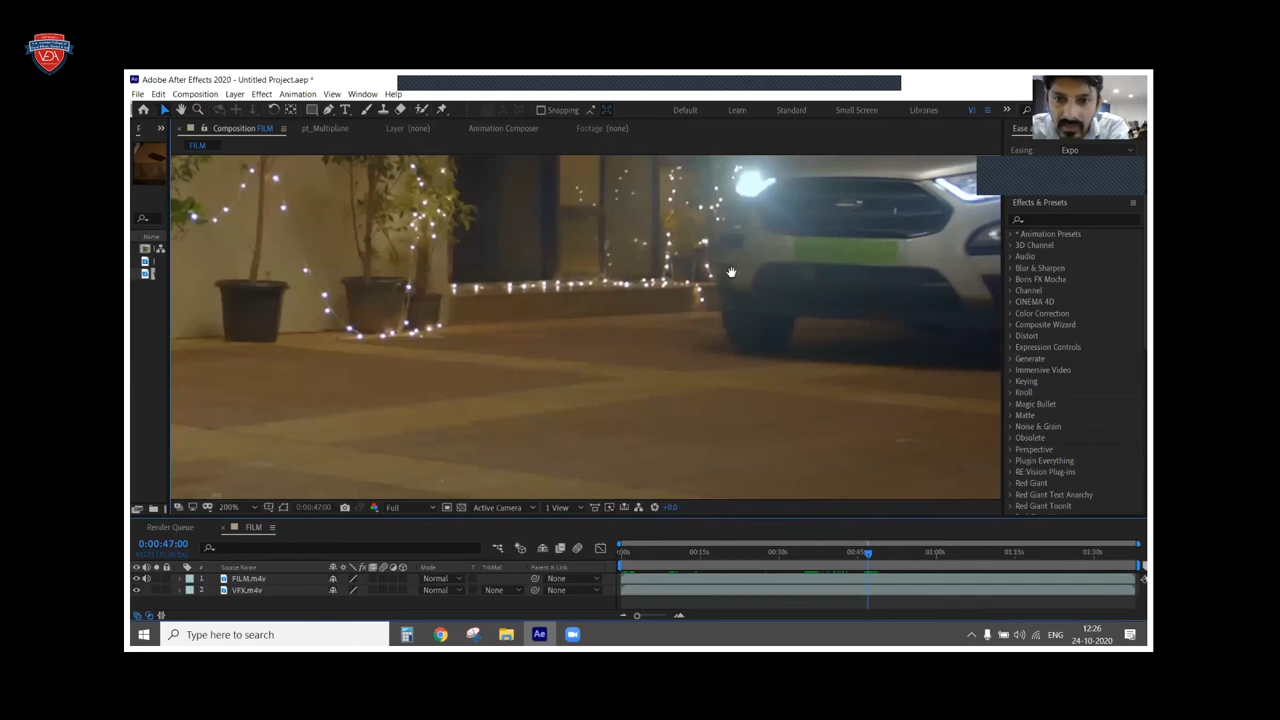 VEDA
Adobe After Effects 2020 - Untitled Project.aep *
File Edit Composition Layer Effect Animation View Window Help
Snapping Default Learn Standard Small Screen Libraries
F Composition FILM pt_Multiplane Layer (none) Animation Composer Footage (none)
FILM
Easing: Expo
Effects & Presets
* Animation Presets
3D Channel
Audio
Blur & Sharpen
Boris FX Mocha
Channel
CINEMA 4D
Color Correction
Composite Wizard
Distort
Expression Controls
Generate
Immersive Video
Keying
Knoll
Magic Bullet
Matte
Noise & Grain
Obsolete
Perspective
Plugin Everything
RE:Vision Plug-ins
Red Giant
Red Giant Text Anarchy
Red Giant ToonIt
Name
200% 0:00:47:00 Full Active Camera 1 View +0.0
Render Queue FILM
0:00:47:00
00:15s 00:30s 01:00s 01:15s 01:30s
# Source Name Mode T TrkMat Parent & Link
1 FILM.m4v Normal None
2 VFX.m4v Normal None None
Type here to search
ENG
12:26
24-10-2020